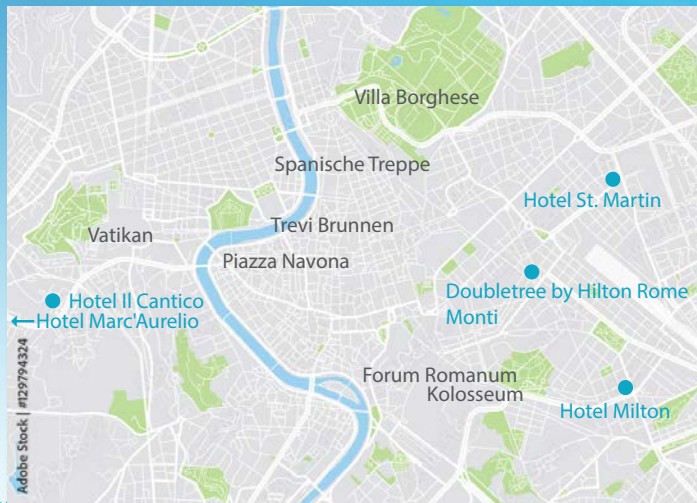 Villa Borghese
Spanische Treppe
Hotel St. Martin
Trevi Brunnen
Vatikan
Piazza Navona
Doubletree by Hilton Rome
Monti
Hotel Il Cantico
←Hotel Marc'Aurelio
Forum Romanum
Kolosseum
Hotel Milton
Adobe Stock | #129794324